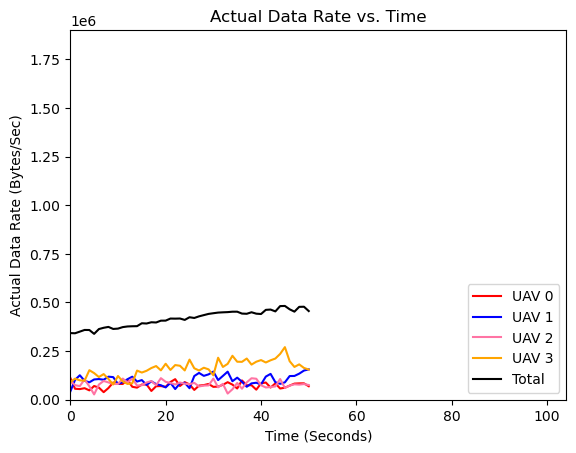 Actual Data Rate vs. Time
1e6
1.75
1.50
1.25
1.00
0.75
0.50
0.25
0.00
Actual Data Rate (Bytes/Sec)
UAV 0
UAV 1
UAV 2
UAV 3
Total
0 20 40 60 80 100
Time (Seconds)